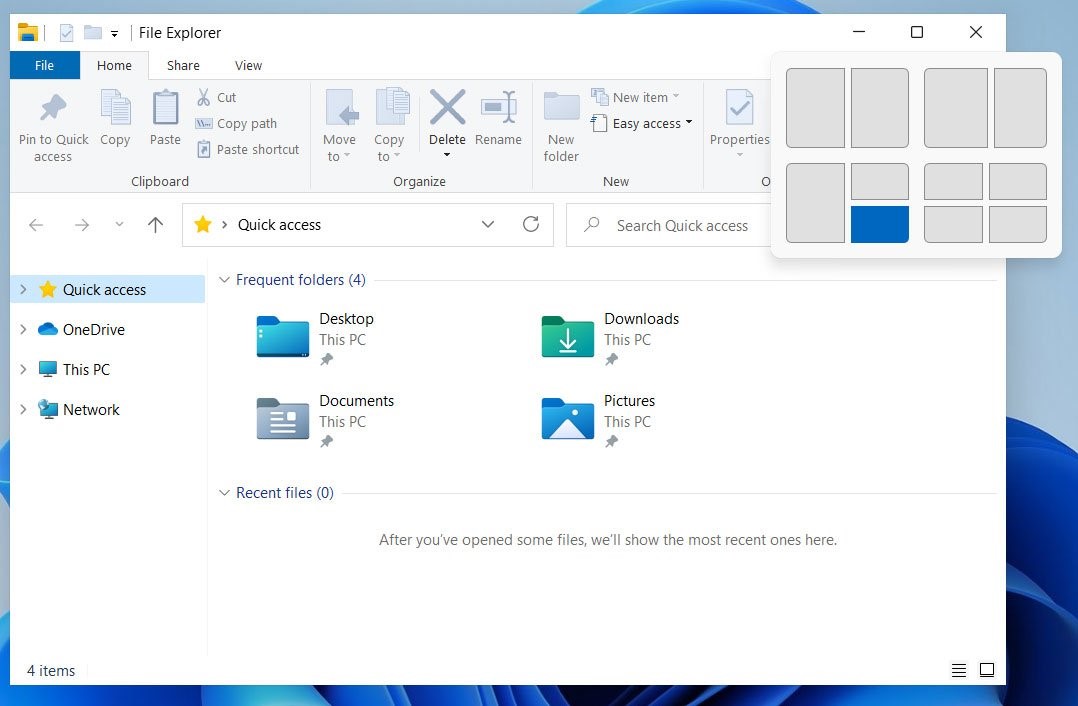 File Explorer
File Home Share View
Pin to Quick access
Copy
Paste
Cut
Copy path
Paste shortcut
Clipboard
Move to
Copy to
Delete
Rename
Organize
New folder
New item
Easy access
New
Properties
O
Quick access
Search Quick access
Quick access
OneDrive
This PC
Network
Frequent folders (4)
Desktop
This PC
Downloads
This PC
Documents
This PC
Pictures
This PC
Recent files (0)
After you've opened some files, we'll show the most recent ones here.
4 items